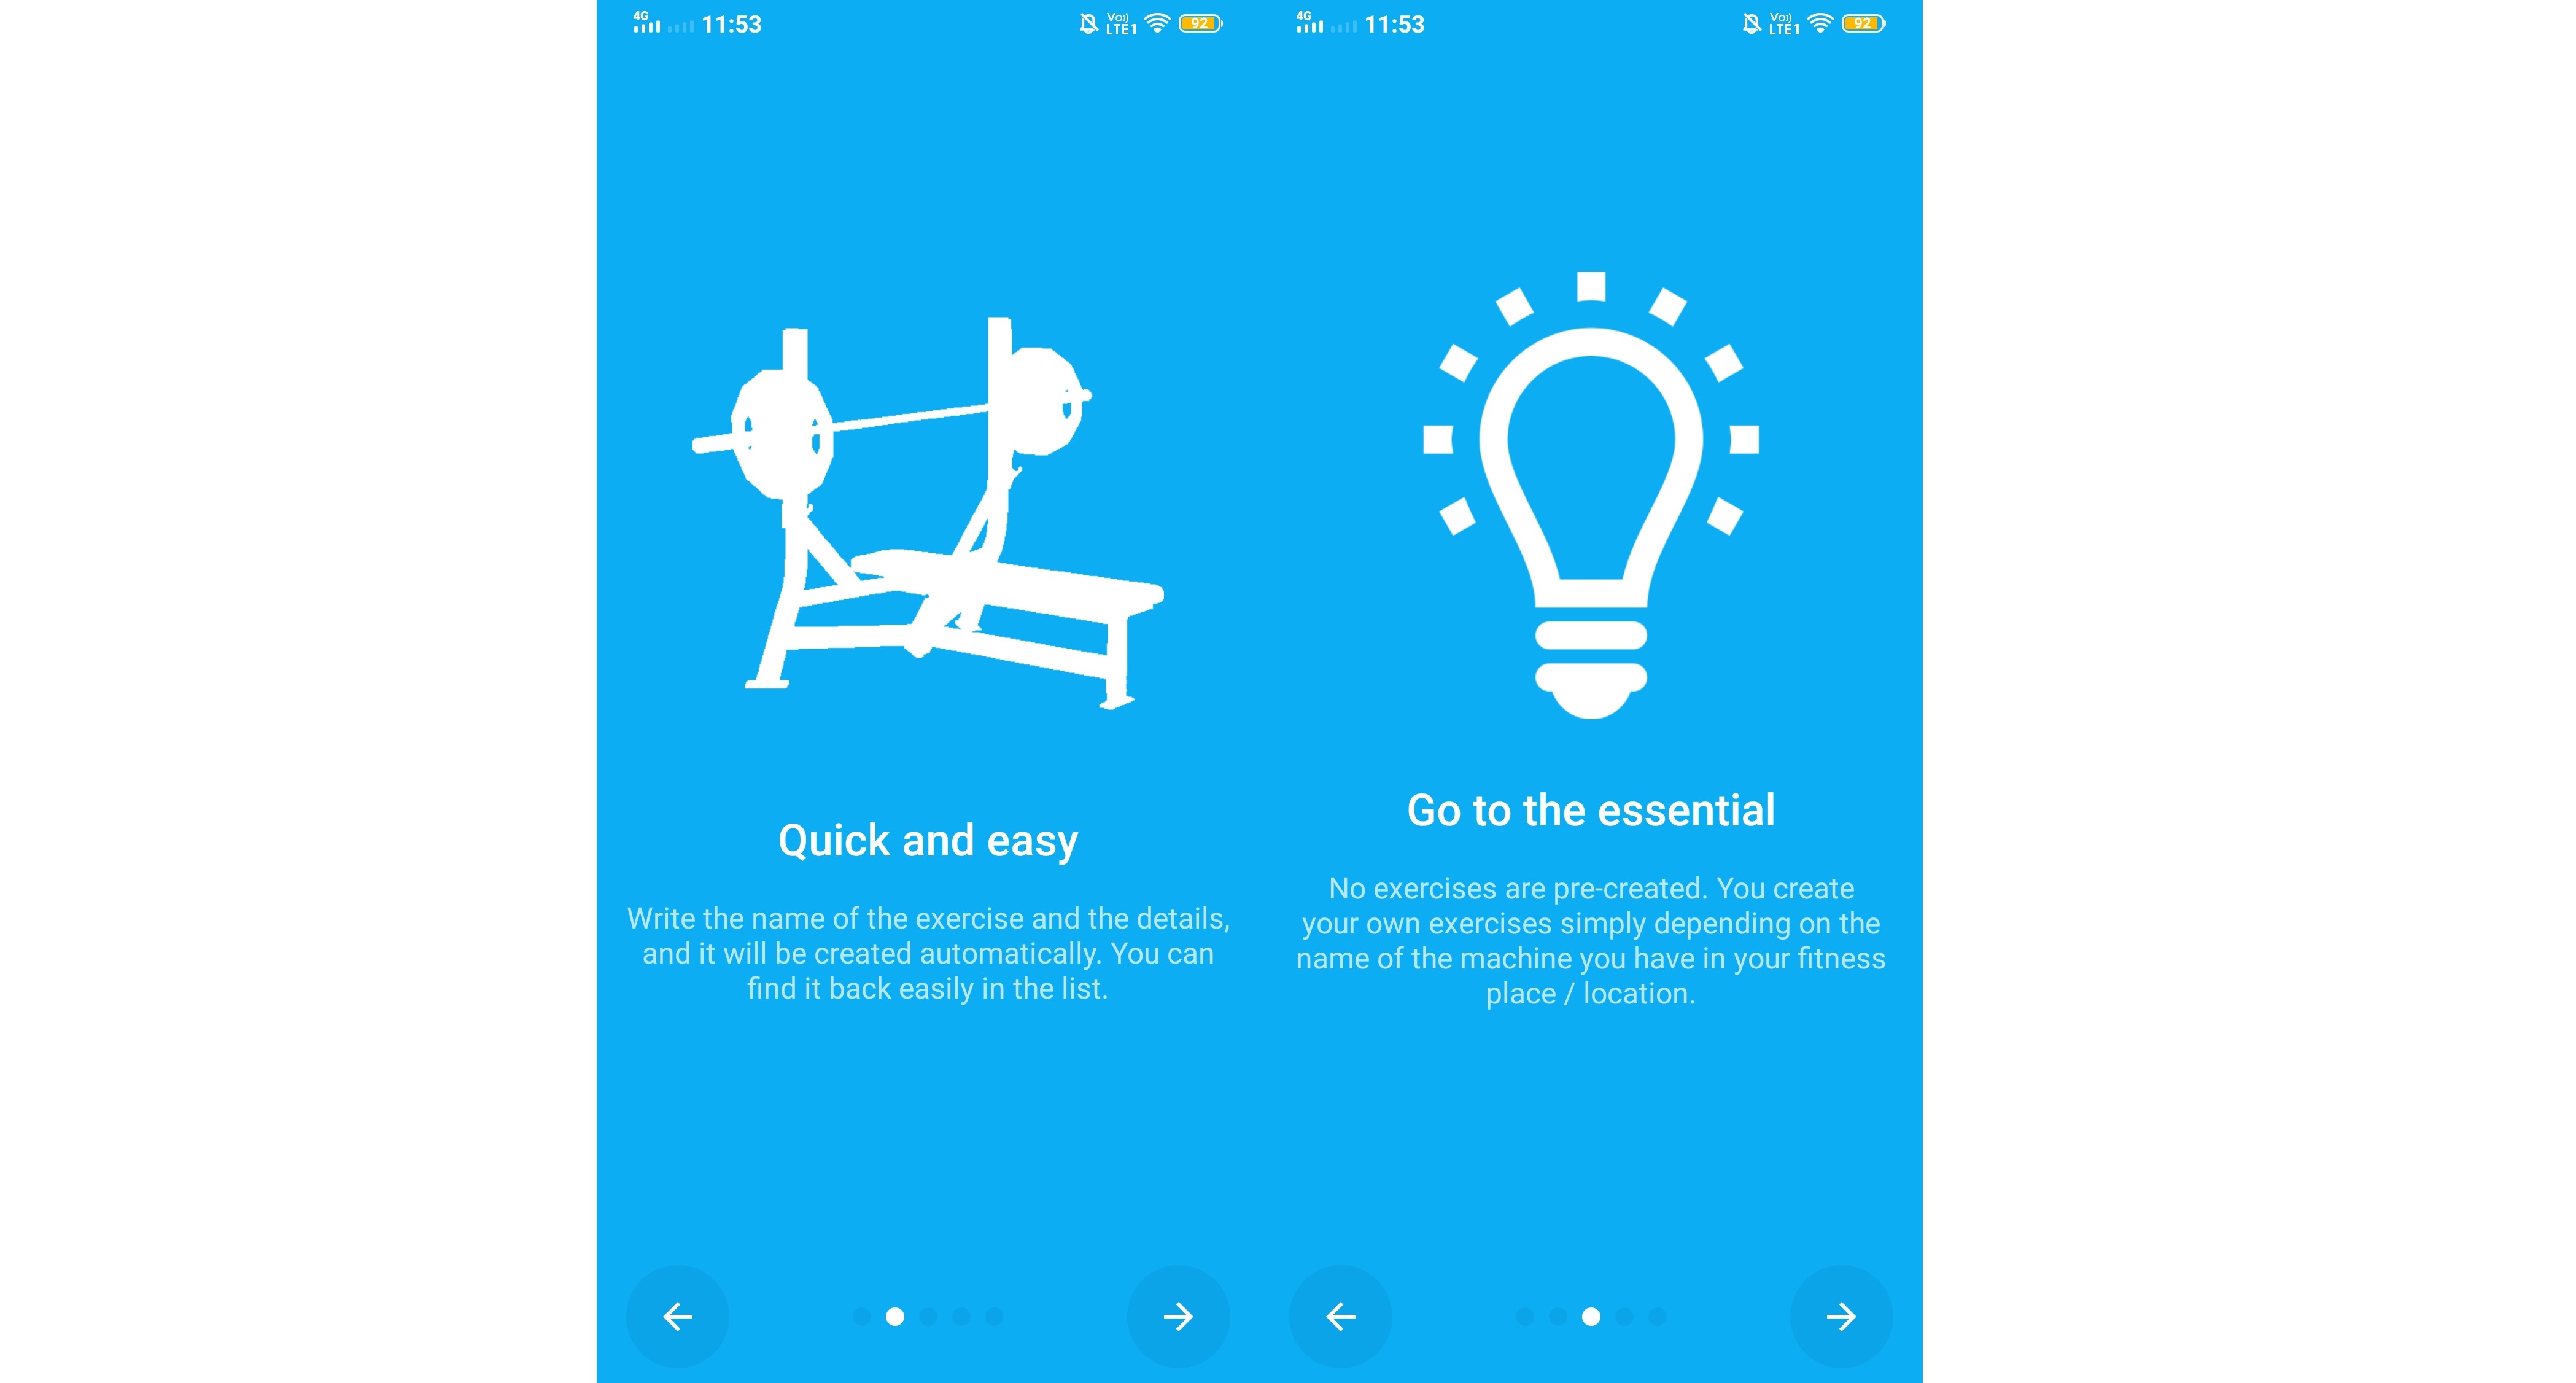 4G 11:53 Vo)) LTE1 92
Quick and easy
Write the name of the exercise and the details,
and it will be created automatically. You can
find it back easily in the list.
4G 11:53 Vo)) LTE1 92
Go to the essential
No exercises are pre-created. You create
your own exercises simply depending on the
name of the machine you have in your fitness
place / location.